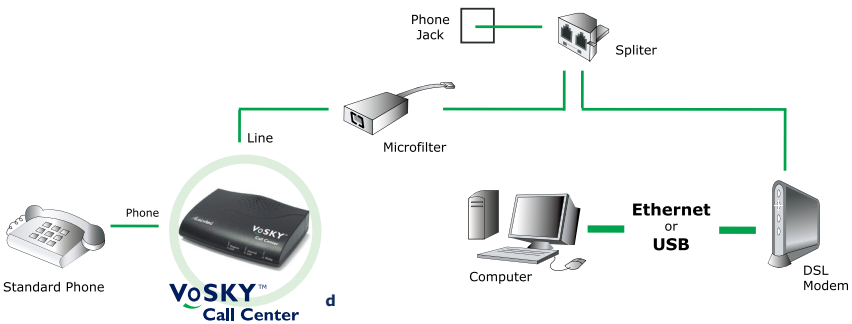 Phone
Jack
Spliter
Microfilter
Line
Phone
VoSKY
Call Center
Standard Phone
VoSKY™
Call Center
d
Computer
Ethernet
or
USB
DSL
Modem